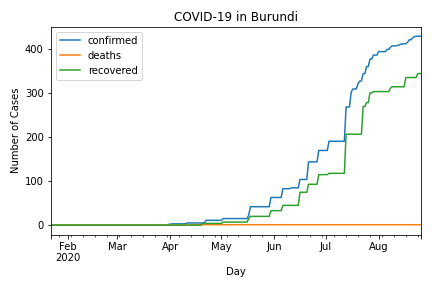 COVID-19 in Burundi
confirmed
deaths
recovered
Number of Cases
400
300
200
100
0
Feb Mar Apr May Jun Jul Aug
2020
Day